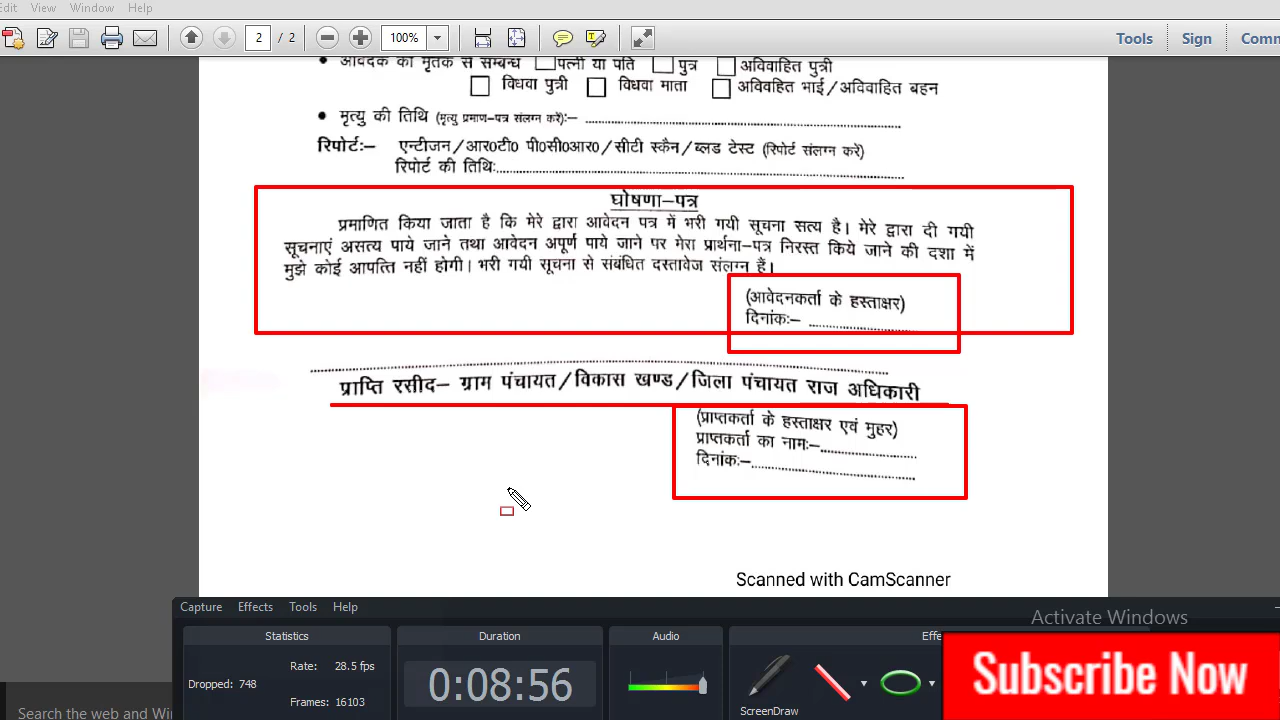 Edit View Window Help
2 / 2 100% Tools Sign Comm
• आवेदक का मृतक से सम्बन्ध पत्नी या पति पुत्र अविवाहित पुत्री
विधवा पुत्री विधवा माता अविवहित भाई/अविवाहित बहन
• मृत्यु की तिथि (मृत्यु प्रमाण-पत्र संलग्न करें):-
रिपोर्टः- एन्टीजन/आर0टी0 पी0सी0आर0/सीटी स्कैन/ब्लड टेस्ट (रिपोर्ट संलग्न करें)
रिपोर्ट की तिथिः
घोषणा-पत्र
प्रमाणित किया जाता है कि मेरे द्वारा आवेदन पत्र में भरी गयी सूचना सत्य है। मेरे द्वारा दी गयी
सूचनाएं असत्य पाये जाने तथा आवेदन अपूर्ण पाये जाने पर मेरा प्रार्थना-पत्र निरस्त किये जाने की दशा में
मुझे कोई आपत्ति नहीं होगी। भरी गयी सूचना से संबंधित दस्तावेज संलग्न हैं।
(आवेदनकर्ता के हस्ताक्षर)
दिनांकः-
प्राप्ति रसीद- ग्राम पंचायत/विकास खण्ड/जिला पंचायत राज अधिकारी
(प्राप्तकर्ता के हस्ताक्षर एवं मुहर)
प्राप्तकर्ता का नामः-
दिनांकः-
Scanned with CamScanner
Capture Effects Tools Help
Activate Windows
Statistics Duration Audio Effe
Rate: 28.5 fps
Dropped: 748
Frames: 16103
0:08:56
ScreenDraw
Subscribe Now
Search the web and Win